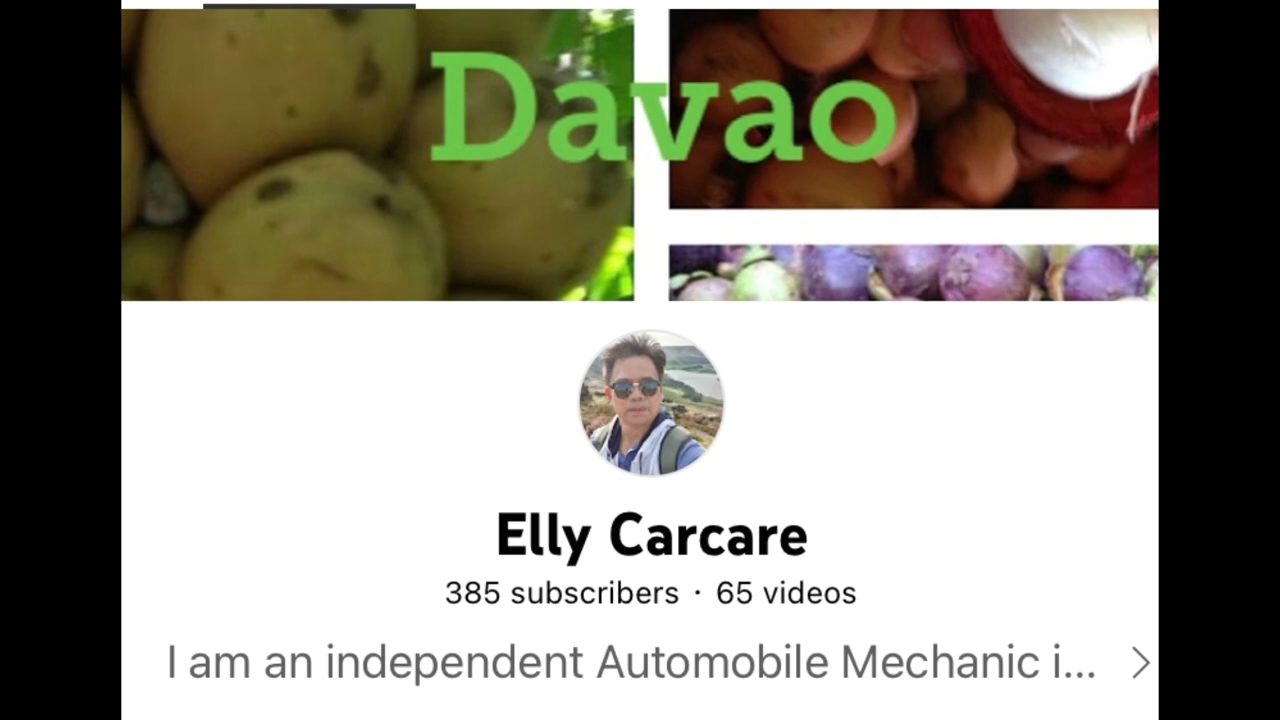 Davao
Elly Carcare
385 subscribers · 65 videos
I am an independent Automobile Mechanic i...